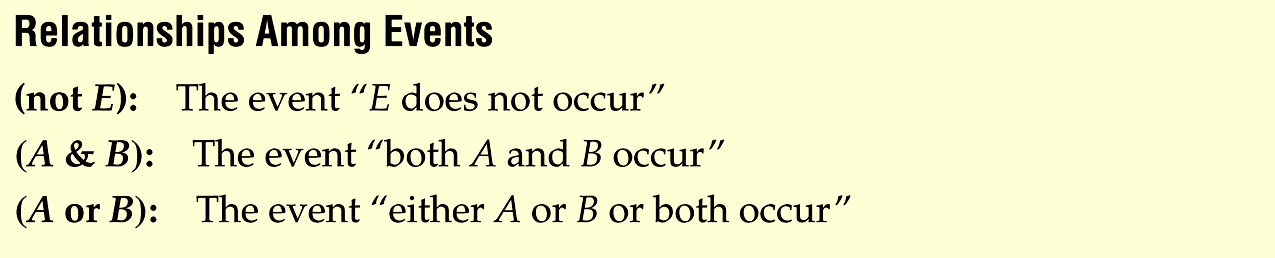 Relationships Among Events
(not E): The event “E does not occur”
(A & B): The event “both A and B occur”
(A or B): The event “either A or B or both occur”